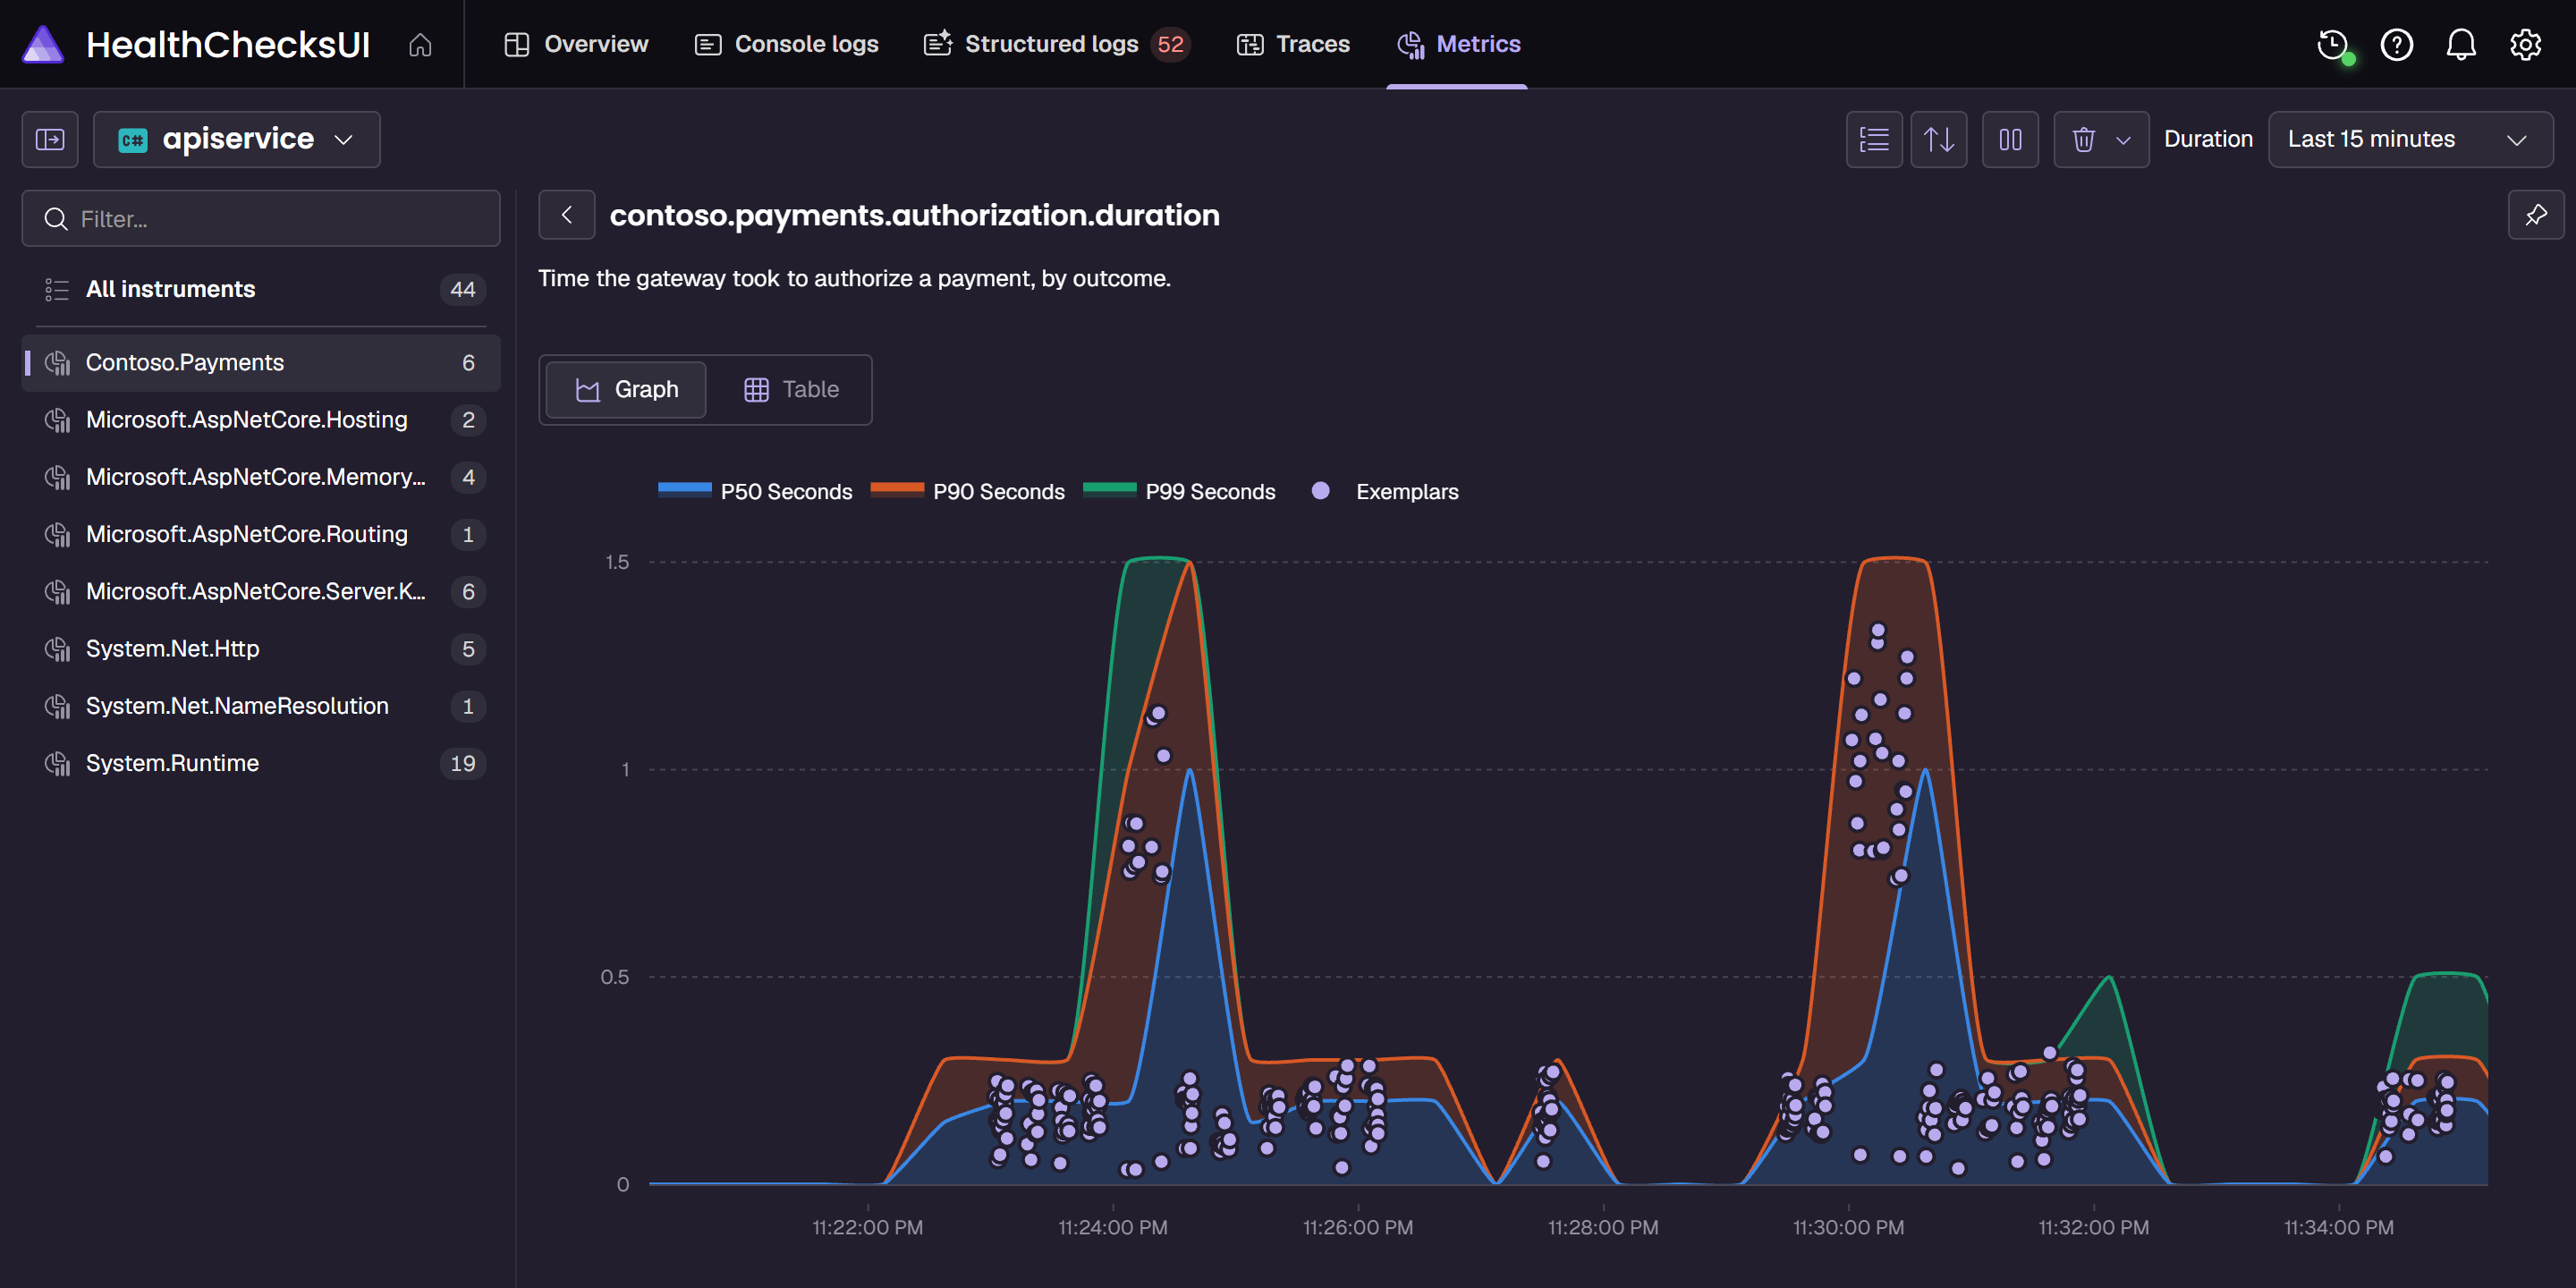 HealthChecksUI
Overview
Console logs
Structured logs 52
Traces
Metrics
C# apiservice
Duration
Last 15 minutes
Filter...
All instruments 44
Contoso.Payments 6
Microsoft.AspNetCore.Hosting 2
Microsoft.AspNetCore.Memory... 4
Microsoft.AspNetCore.Routing 1
Microsoft.AspNetCore.Server.K... 6
System.Net.Http 5
System.Net.NameResolution 1
System.Runtime 19
contoso.payments.authorization.duration
Time the gateway took to authorize a payment, by outcome.
Graph
Table
P50 Seconds P90 Seconds P99 Seconds Exemplars
1.5
1
0.5
0
11:22:00 PM 11:24:00 PM 11:26:00 PM 11:28:00 PM 11:30:00 PM 11:32:00 PM 11:34:00 PM